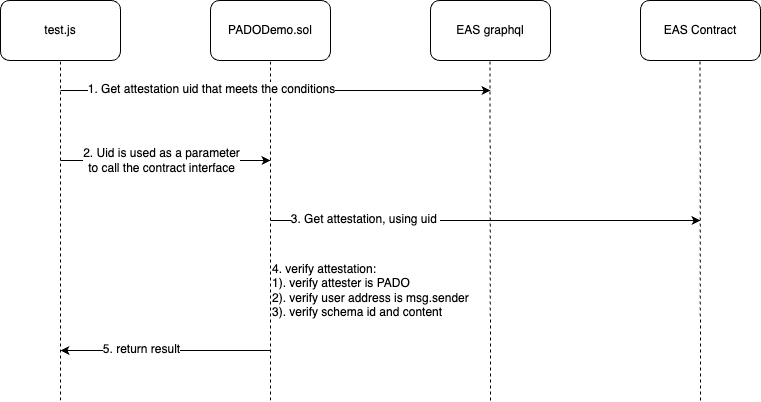 test.js
PADODemo.sol
EAS graphql
EAS Contract
1. Get attestation uid that meets the conditions
2. Uid is used as a parameter
to call the contract interface
3. Get attestation, using uid
4. verify attestation:
1). verify attester is PADO
2). verify user address is msg.sender
3). verify schema id and content
5. return result